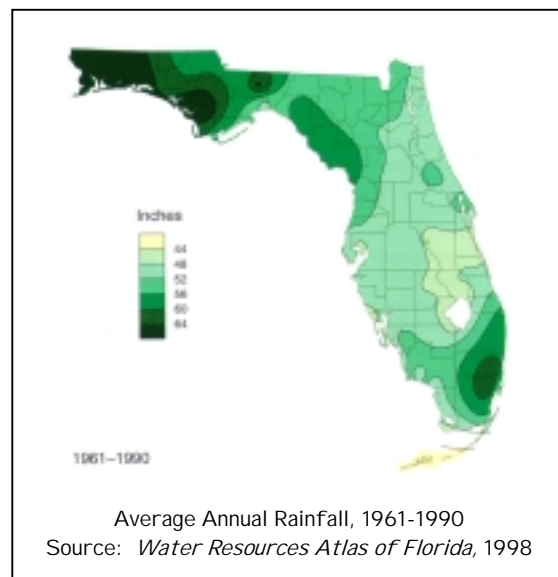 Inches
44
48
52
56
60
64
1961–1990
Average Annual Rainfall, 1961-1990
Source: Water Resources Atlas of Florida, 1998